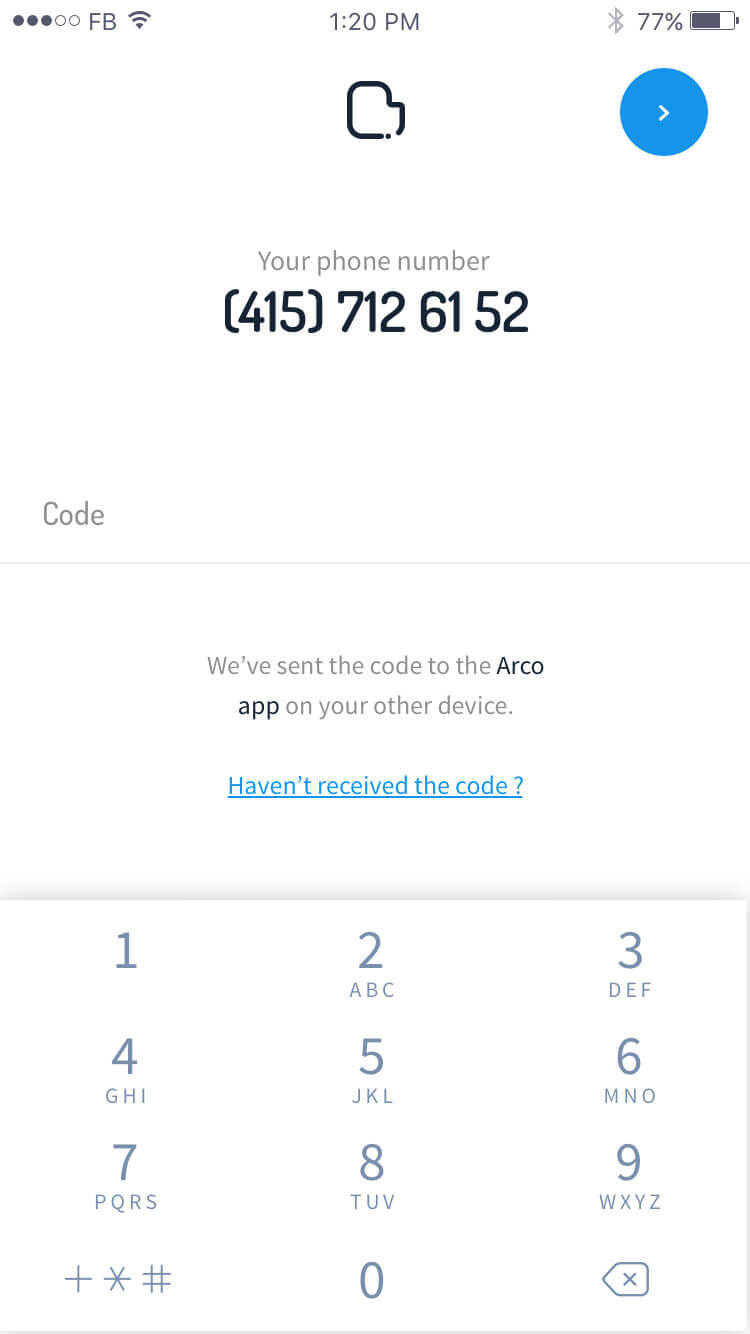 FB 1:20 PM 77%
Your phone number
(415) 712 61 52
Code
We’ve sent the code to the Arco
app on your other device.
Haven’t received the code ?
1 2 3
ABC DEF
4 5 6
GHI JKL MNO
7 8 9
PQRS TUV WXYZ
+ * # 0